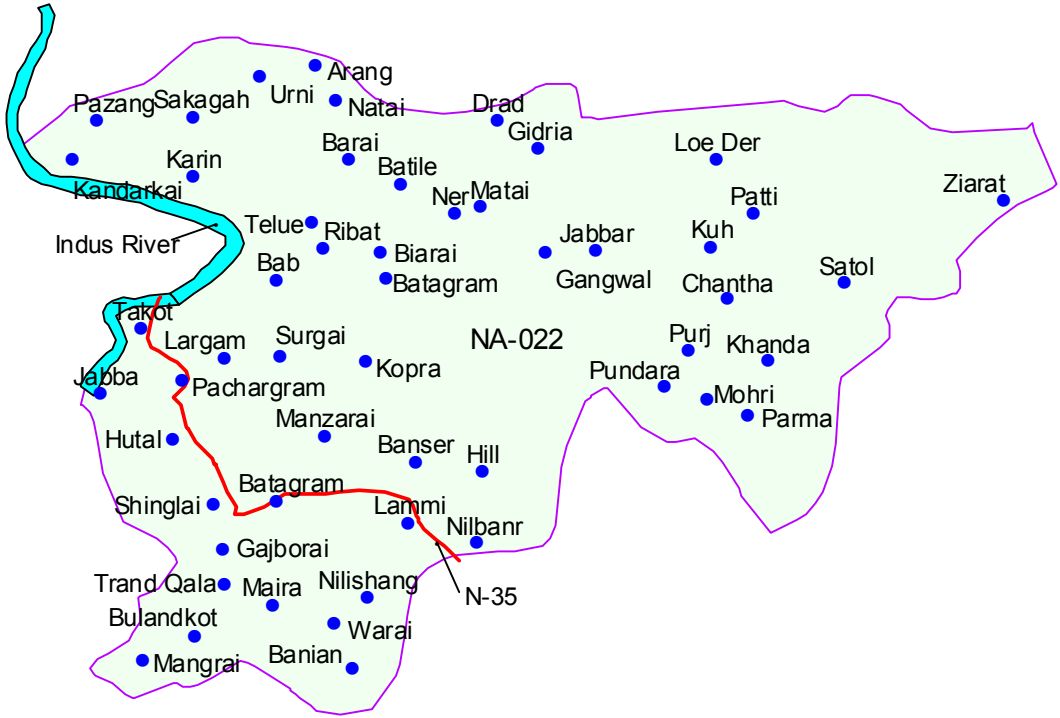 Arang
Urni
Natai
Pazang
Sakagah
Drad
Gidria
Barai
Loe Der
Karin
Batile
Kandarkai
Ner
Matai
Patti
Ziarat
Telue
Ribat
Indus River
Biarai
Jabbar
Kuh
Bab
Batagram
Gangwal
Satol
Chantha
Takot
Largam
Surgai
NA-022
Purj
Khanda
Kopra
Pundara
Jabba
Pachargram
Mohri
Parma
Manzarai
Hutal
Banser
Hill
Batagram
Shinglai
Lammi
Nilbanr
Gajborai
Trand Qala
Maira
Nilishang
N-35
Bulandkot
Warai
Mangrai
Banian